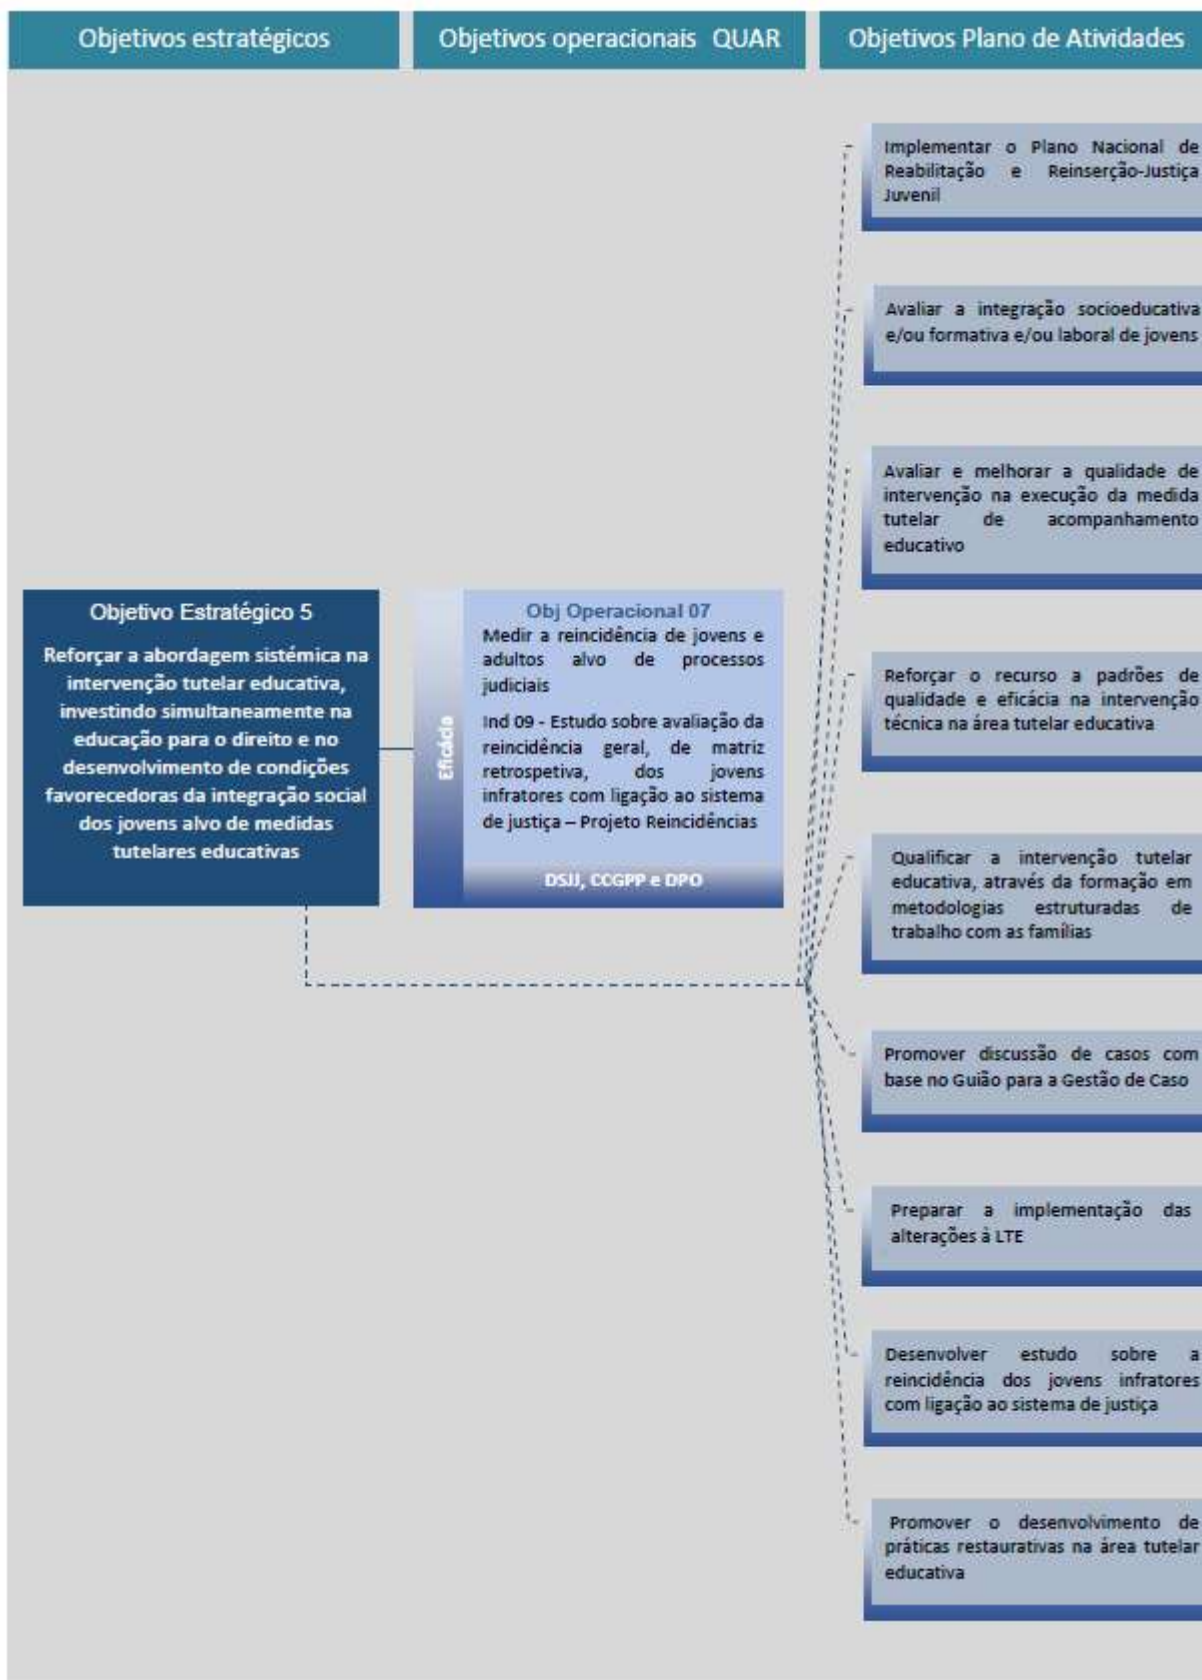 Objetivos estratégicos
Objetivos operacionais QUAR
Objetivos Plano de Atividades
Objetivo Estratégico 5
Reforçar a abordagem sistémica na
intervenção tutelar educativa,
investindo simultaneamente na
educação para o direito e no
desenvolvimento de condições
favorecedoras da integração social
dos jovens alvo de medidas
tutelares educativas
Eficácia
Obj Operacional 07
Medir a reincidência de jovens e
adultos alvo de processos
judiciais
Ind 09 - Estudo sobre avaliação da
reincidência geral, de matriz
retrospetiva, dos jovens
infratores com ligação ao sistema
de justiça – Projeto Reincidências
DSJJ, CCGPP e DPO
Implementar o Plano Nacional de
Reabilitação e Reinserção-Justiça
Juvenil
Avaliar a integração socioeducativa
e/ou formativa e/ou laboral de jovens
Avaliar e melhorar a qualidade de
intervenção na execução da medida
tutelar de acompanhamento
educativo
Reforçar o recurso a padrões de
qualidade e eficácia na intervenção
técnica na área tutelar educativa
Qualificar a intervenção tutelar
educativa, através da formação em
metodologias estruturadas de
trabalho com as famílias
Promover discussão de casos com
base no Guião para a Gestão de Caso
Preparar a implementação das
alterações à LTE
Desenvolver estudo sobre a
reincidência dos jovens infratores
com ligação ao sistema de justiça
Promover o desenvolvimento de
práticas restaurativas na área tutelar
educativa